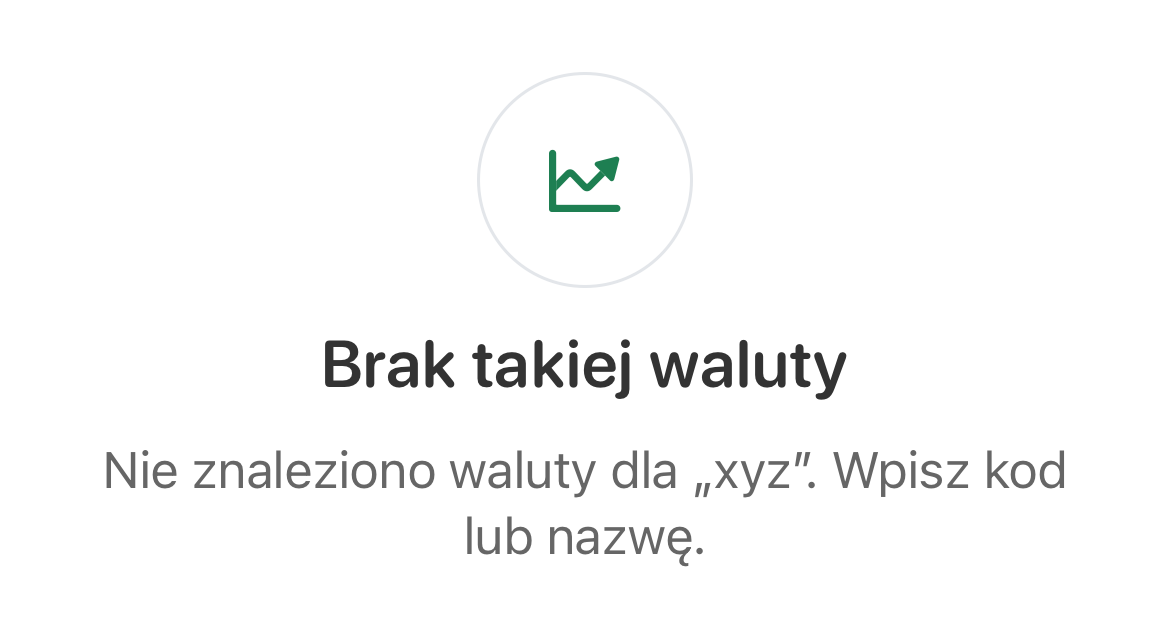 Brak takiej waluty
Nie znaleziono waluty dla „xyz”. Wpisz kod
lub nazwę.